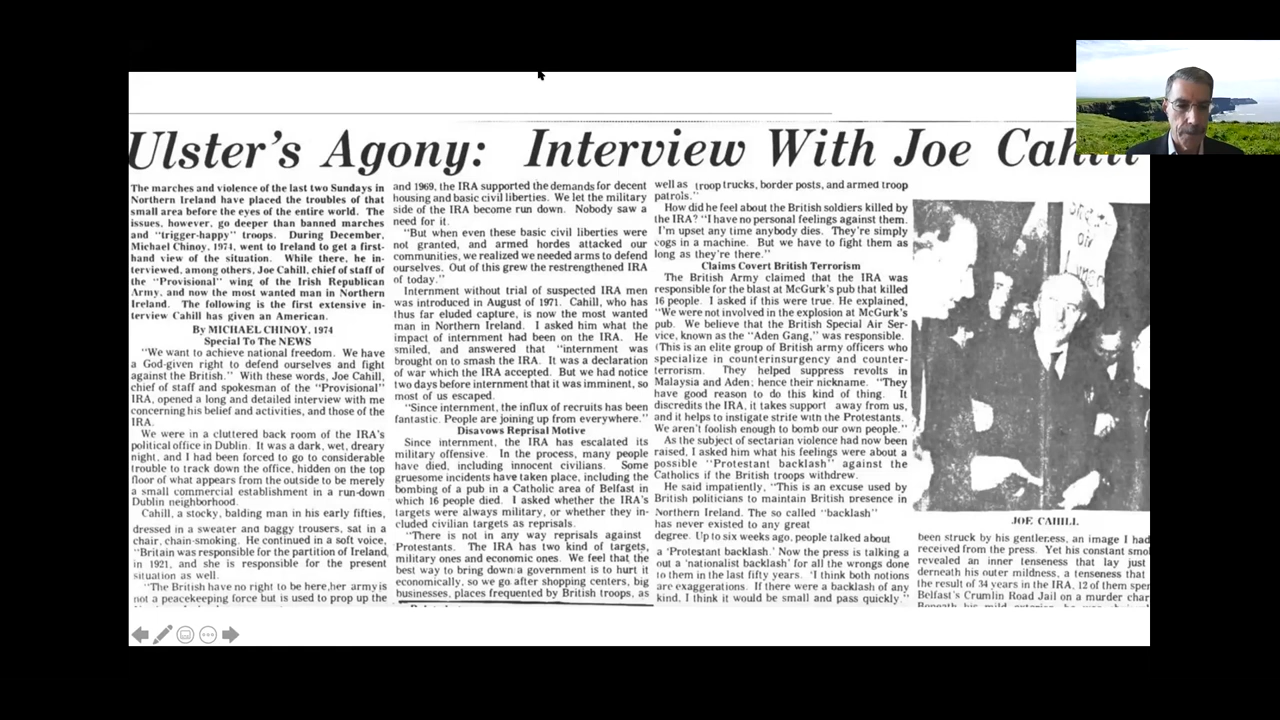 Ulster's Agony: Interview With Joe Cahill
The marches and violence of the last two Sundays in
Northern Ireland have placed the troubles of that
small area before the eyes of the entire world. The
issues, however, go deeper than banned marches
and "trigger-happy" troops. During December,
Michael Chinoy, 1974, went to Ireland to get a first-
hand view of the situation. While there, he in-
terviewed, among others, Joe Cahill, chief of staff of
the "Provisional" wing of the Irish Republican
Army, and now the most wanted man in Northern
Ireland. The following is the first extensive in-
terview Cahill has given an American.
By MICHAEL CHINOY, 1974
Special To The NEWS
"We want to achieve national freedom. We have
a God-given right to defend ourselves and fight
against the British." With these words, Joe Cahill,
chief of staff and spokesman of the "Provisional"
IRA, opened a long and detailed interview with me
concerning his belief and activities, and those of the
IRA.
We were in a cluttered back room of the IRA's
political office in Dublin. It was a dark, wet, dreary
night, and I had been forced to go to considerable
trouble to track down the office, hidden on the top
floor of what appears from the outside to be merely
a small commercial establishment in a run-down
Dublin neighborhood.
Cahill, a stocky, balding man in his early fifties,
dressed in a sweater and baggy trousers, sat in a
chair, chain-smoking. He continued in a soft voice,
"Britain was responsible for the partition of Ireland,
in 1921, and she is responsible for the present
situation as well.
"The British have no right to be here,her army is
not a peacekeeping force but is used to prop up the
and 1969, the IRA supported the demands for decent
housing and basic civil liberties. We let the military
side of the IRA become run down. Nobody saw a
need for it.
"But when even these basic civil liberties were
not granted, and armed hordes attacked our
communities, we realized we needed arms to defend
ourselves. Out of this grew the restrengthened IRA
of today."
Internment without trial of suspected IRA men
was introduced in August of 1971. Cahill, who has
thus far eluded capture, is now the most wanted
man in Northern Ireland. I asked him what the
impact of internment had been on the IRA. He
smiled, and answered that "internment was
brought on to smash the IRA. It was a declaration
of war which the IRA accepted. But we had notice
two days before internment that it was imminent, so
most of us escaped.
"Since internment, the influx of recruits has been
fantastic. People are joining up from everywhere."
Disavows Reprisal Motive
Since internment, the IRA has escalated its
military offensive. In the process, many people
have died, including innocent civilians. Some
gruesome incidents have taken place, including the
bombing of a pub in a Catholic area of Belfast in
which 16 people died. I asked whether the IRA's
targets were always military, or whether they in-
cluded civilian targets as reprisals.
"There is not in any way reprisals against
Protestants. The IRA has two kind of targets,
military ones and economic ones. We feel that the
best way to bring down a government is to hurt it
economically, so we go after shopping centers, big
businesses, places frequented by British troops, as
well as troop trucks, border posts, and armed troop
patrols."
How did he feel about the British soldiers killed by
the IRA? "I have no personal feelings against them.
I'm upset any time anybody dies. They're simply
cogs in a machine. But we have to fight them as
long as they're there."
Claims Covert British Terrorism
The British Army claimed that the IRA was
responsible for the blast at McGurk's pub that killed
16 people. I asked if this were true. He explained,
"We were not involved in the explosion at McGurk's
pub. We believe that the British Special Air Ser-
vice, known as the "Aden Gang," was responsible.
(This is an elite group of British army officers who
specialize in counterinsurgency and counter-
terrorism. They helped suppress revolts in
Malaysia and Aden; hence their nickname. "They
have good reason to do this kind of thing. It
discredits the IRA, it takes support away from us,
and it helps to instigate strife with the Protestants.
We aren't foolish enough to bomb our own people."
As the subject of sectarian violence had now been
raised, I asked him what his feelings were about a
possible "Protestant backlash" against the
Catholics if the British troops withdrew.
He said impatiently, "This is an excuse used by
British politicians to maintain British presence in
Northern Ireland. The so called "backlash"
has never existed to any great
degree. Up to six weeks ago, people talked about
a 'Protestant backlash.' Now the press is talking a
out a 'nationalist backlash' for all the wrongs done
to them in the last fifty years. 'I think both notions
are exaggerations. If there were a backlash of any
kind, I think it would be small and pass quickly."
JOE CAHILL
been struck by his gentleness, an image I had
received from the press. Yet his constant smo
revealed an inner tenseness that lay just
derneath his outer mildness, a tenseness that
the result of 34 years in the IRA, 12 of them spen
Belfast's Crumlin Road Jail on a murder char